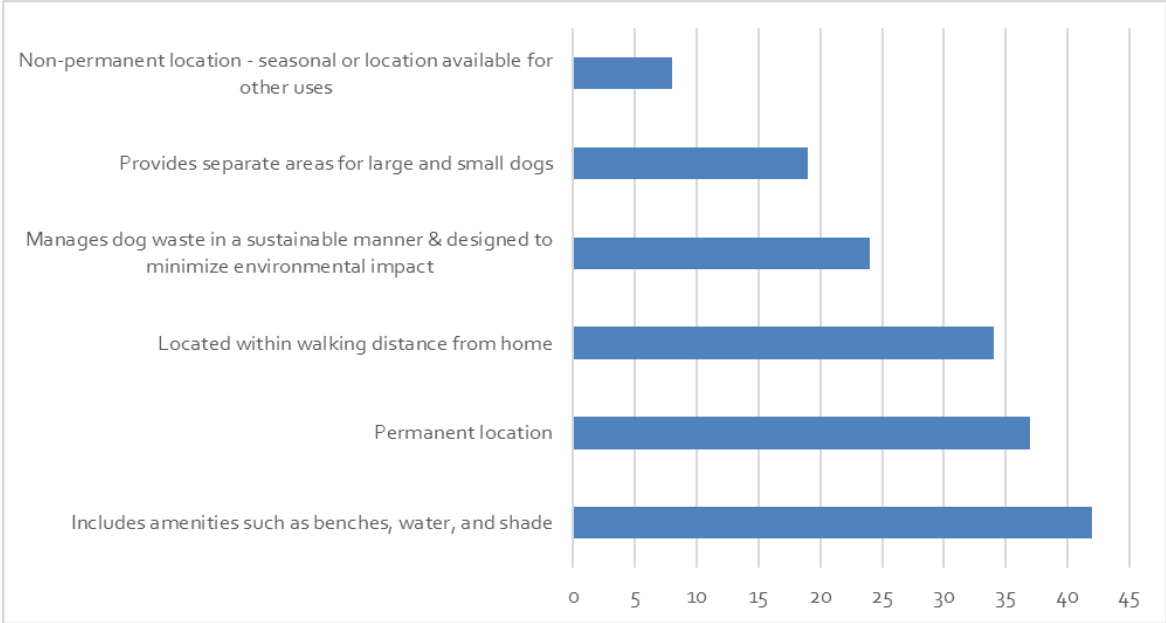 Non-permanent location - seasonal or location available for
other uses
Provides separate areas for large and small dogs
Manages dog waste in a sustainable manner & designed to
minimize environmental impact
Located within walking distance from home
Permanent location
Includes amenities such as benches, water, and shade
0 5 10 15 20 25 30 35 40 45